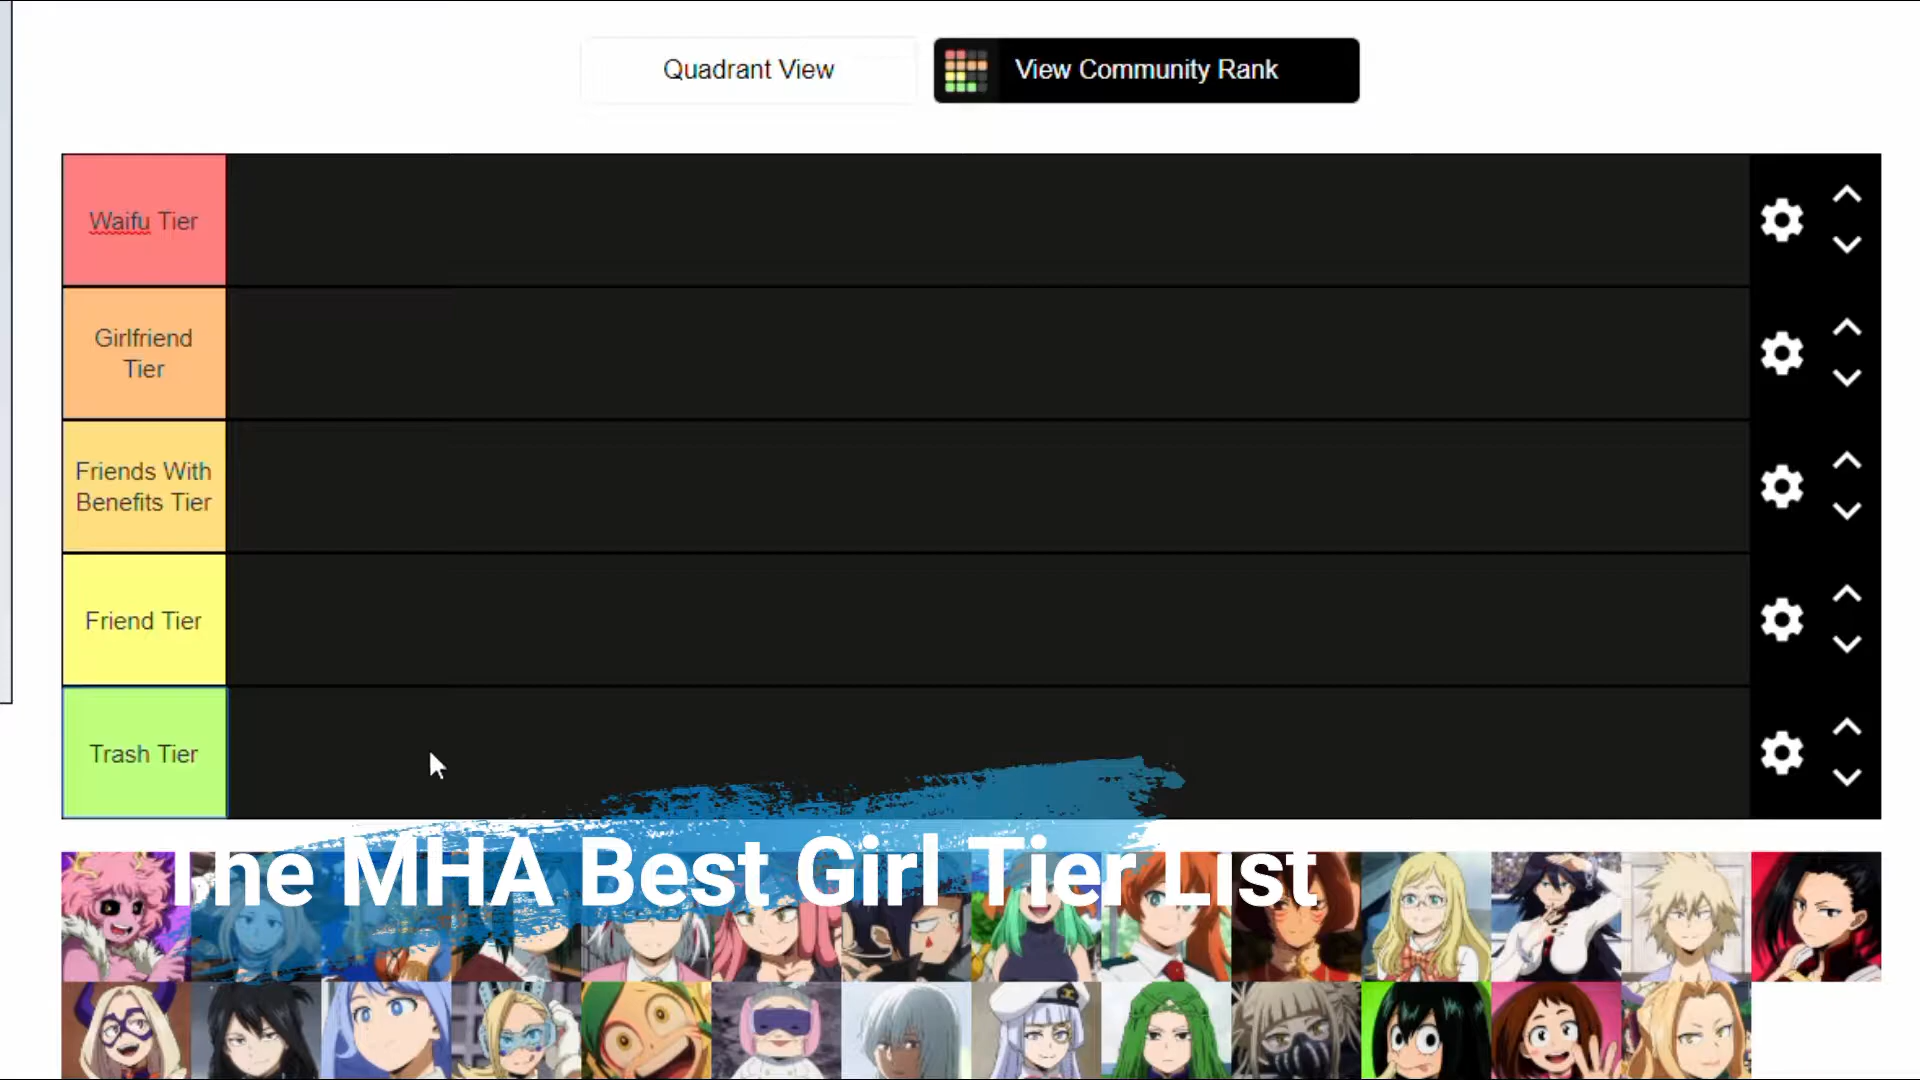 Quadrant View
View Community Rank
Waifu Tier
Girlfriend
Tier
Friends With
Benefits Tier
Friend Tier
Trash Tier
The MHA Best Girl Tier List